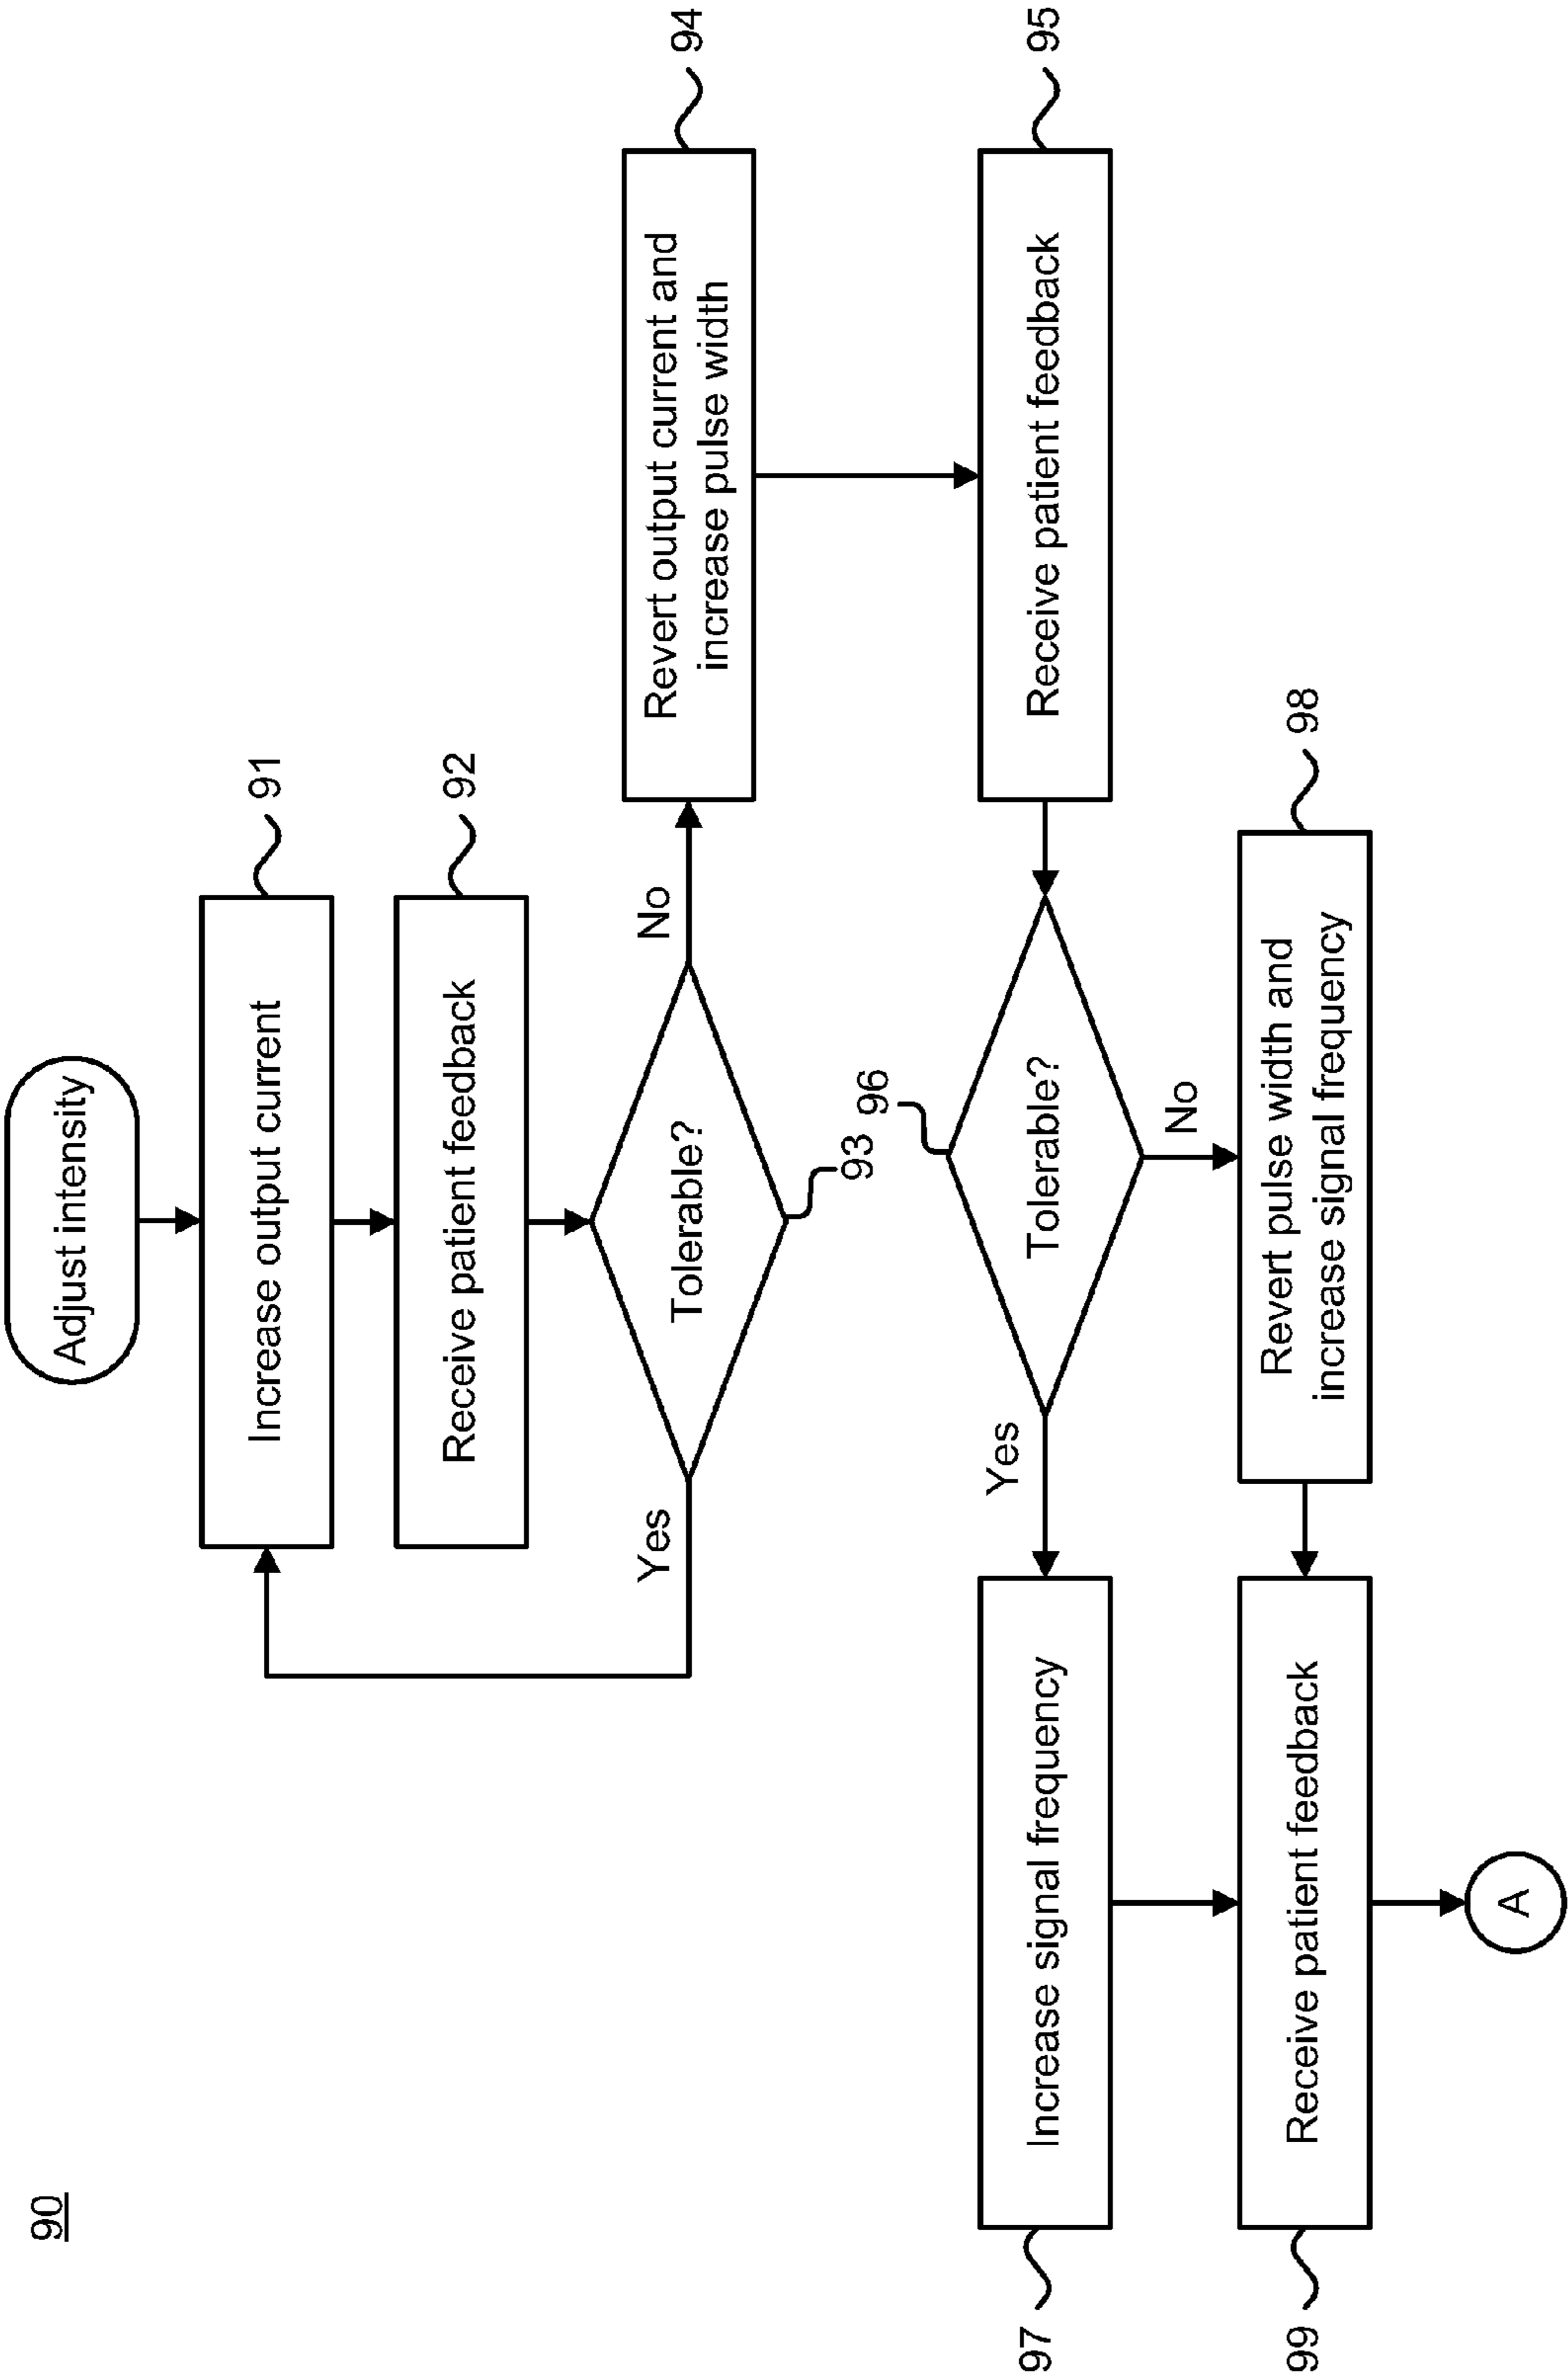 90
Adjust intensity
Increase output current
91
Receive patient feedback
92
Tolerable?
93
Yes
No
Revert output current and
increase pulse width
94
Receive patient feedback
95
Tolerable?
96
Yes
No
Increase signal frequency
97
Revert pulse width and
increase signal frequency
98
Receive patient feedback
99
A